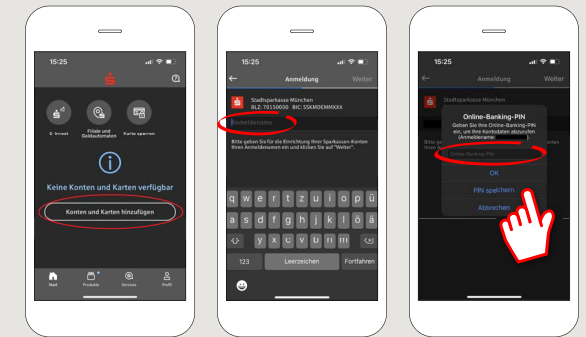 15:25
E-Invest
Filiale und
Geldautomaten
Karte sperren
Keine Konten und Karten verfügbar
Konten und Karten hinzufügen
Start
Produkte
Services
Profil
15:25
Anmeldung
Weiter
Stadtsparkasse München
BLZ: 70150000 BIC: SSKMDEMMXXX
Anmeldename
Bitte geben Sie für die Einrichtung Ihrer Sparkassen-Konten
Ihren Anmeldenamen ein und klicken Sie auf "Weiter".
q w e r t z u i o p ü
a s d f g h j k l ö ä
y x c v b n m
123
Leerzeichen
Fortfahren
15:25
Anmeldung
Weiter
Stadtsparkasse München
Online-Banking-PIN
Geben Sie Ihre Online-Banking-PIN
ein, um Ihre Kontodaten abzurufen
(Anmeldename:
Online-Banking-PIN
OK
PIN speichern
Abbrechen